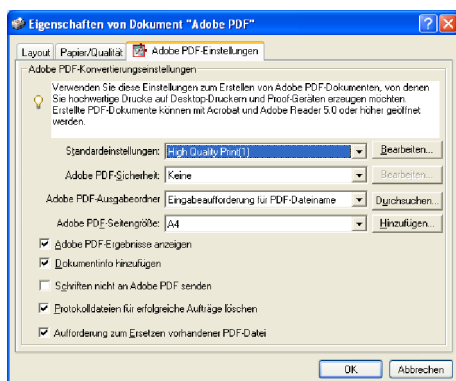 Eigenschaften von Dokument "Adobe PDF"
Layout Papier/Qualität Adobe PDF-Einstellungen
Adobe PDF-Konvertierungseinstellungen
Verwenden Sie diese Einstellungen zum Erstellen von Adobe PDF-Dokumenten, von denen
Sie hochwertige Drucke auf Desktop-Druckern und Proof-Geräten erzeugen möchten.
Erstellte PDF-Dokumente können mit Acrobat und Adobe Reader 5.0 oder höher geöffnet
werden.
Standardeinstellungen: High Quality Print(1) Bearbeiten...
Adobe PDF-Sicherheit: Keine Bearbeiten...
Adobe PDF-Ausgabeordner Eingabeaufforderung für PDF-Dateiname Durchsuchen...
Adobe PDF-Seitengröße: A4 Hinzufügen...
Adobe PDF-Ergebnisse anzeigen
Dokumentinfo hinzufügen
Schriften nicht an Adobe PDF senden
Protokolldateien für erfolgreiche Aufträge löschen
Aufforderung zum Ersetzen vorhandener PDF-Datei
OK Abbrechen